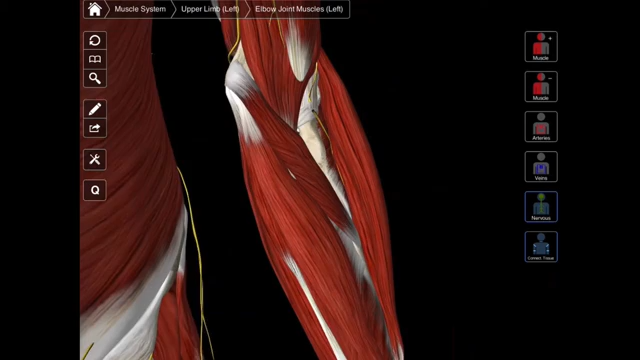 Muscle System
Upper Limb (Left)
Elbow Joint Muscles (Left)
+
Muscle
-
Muscle
Arteries
Veins
Nervous
Connect Tissue
Q